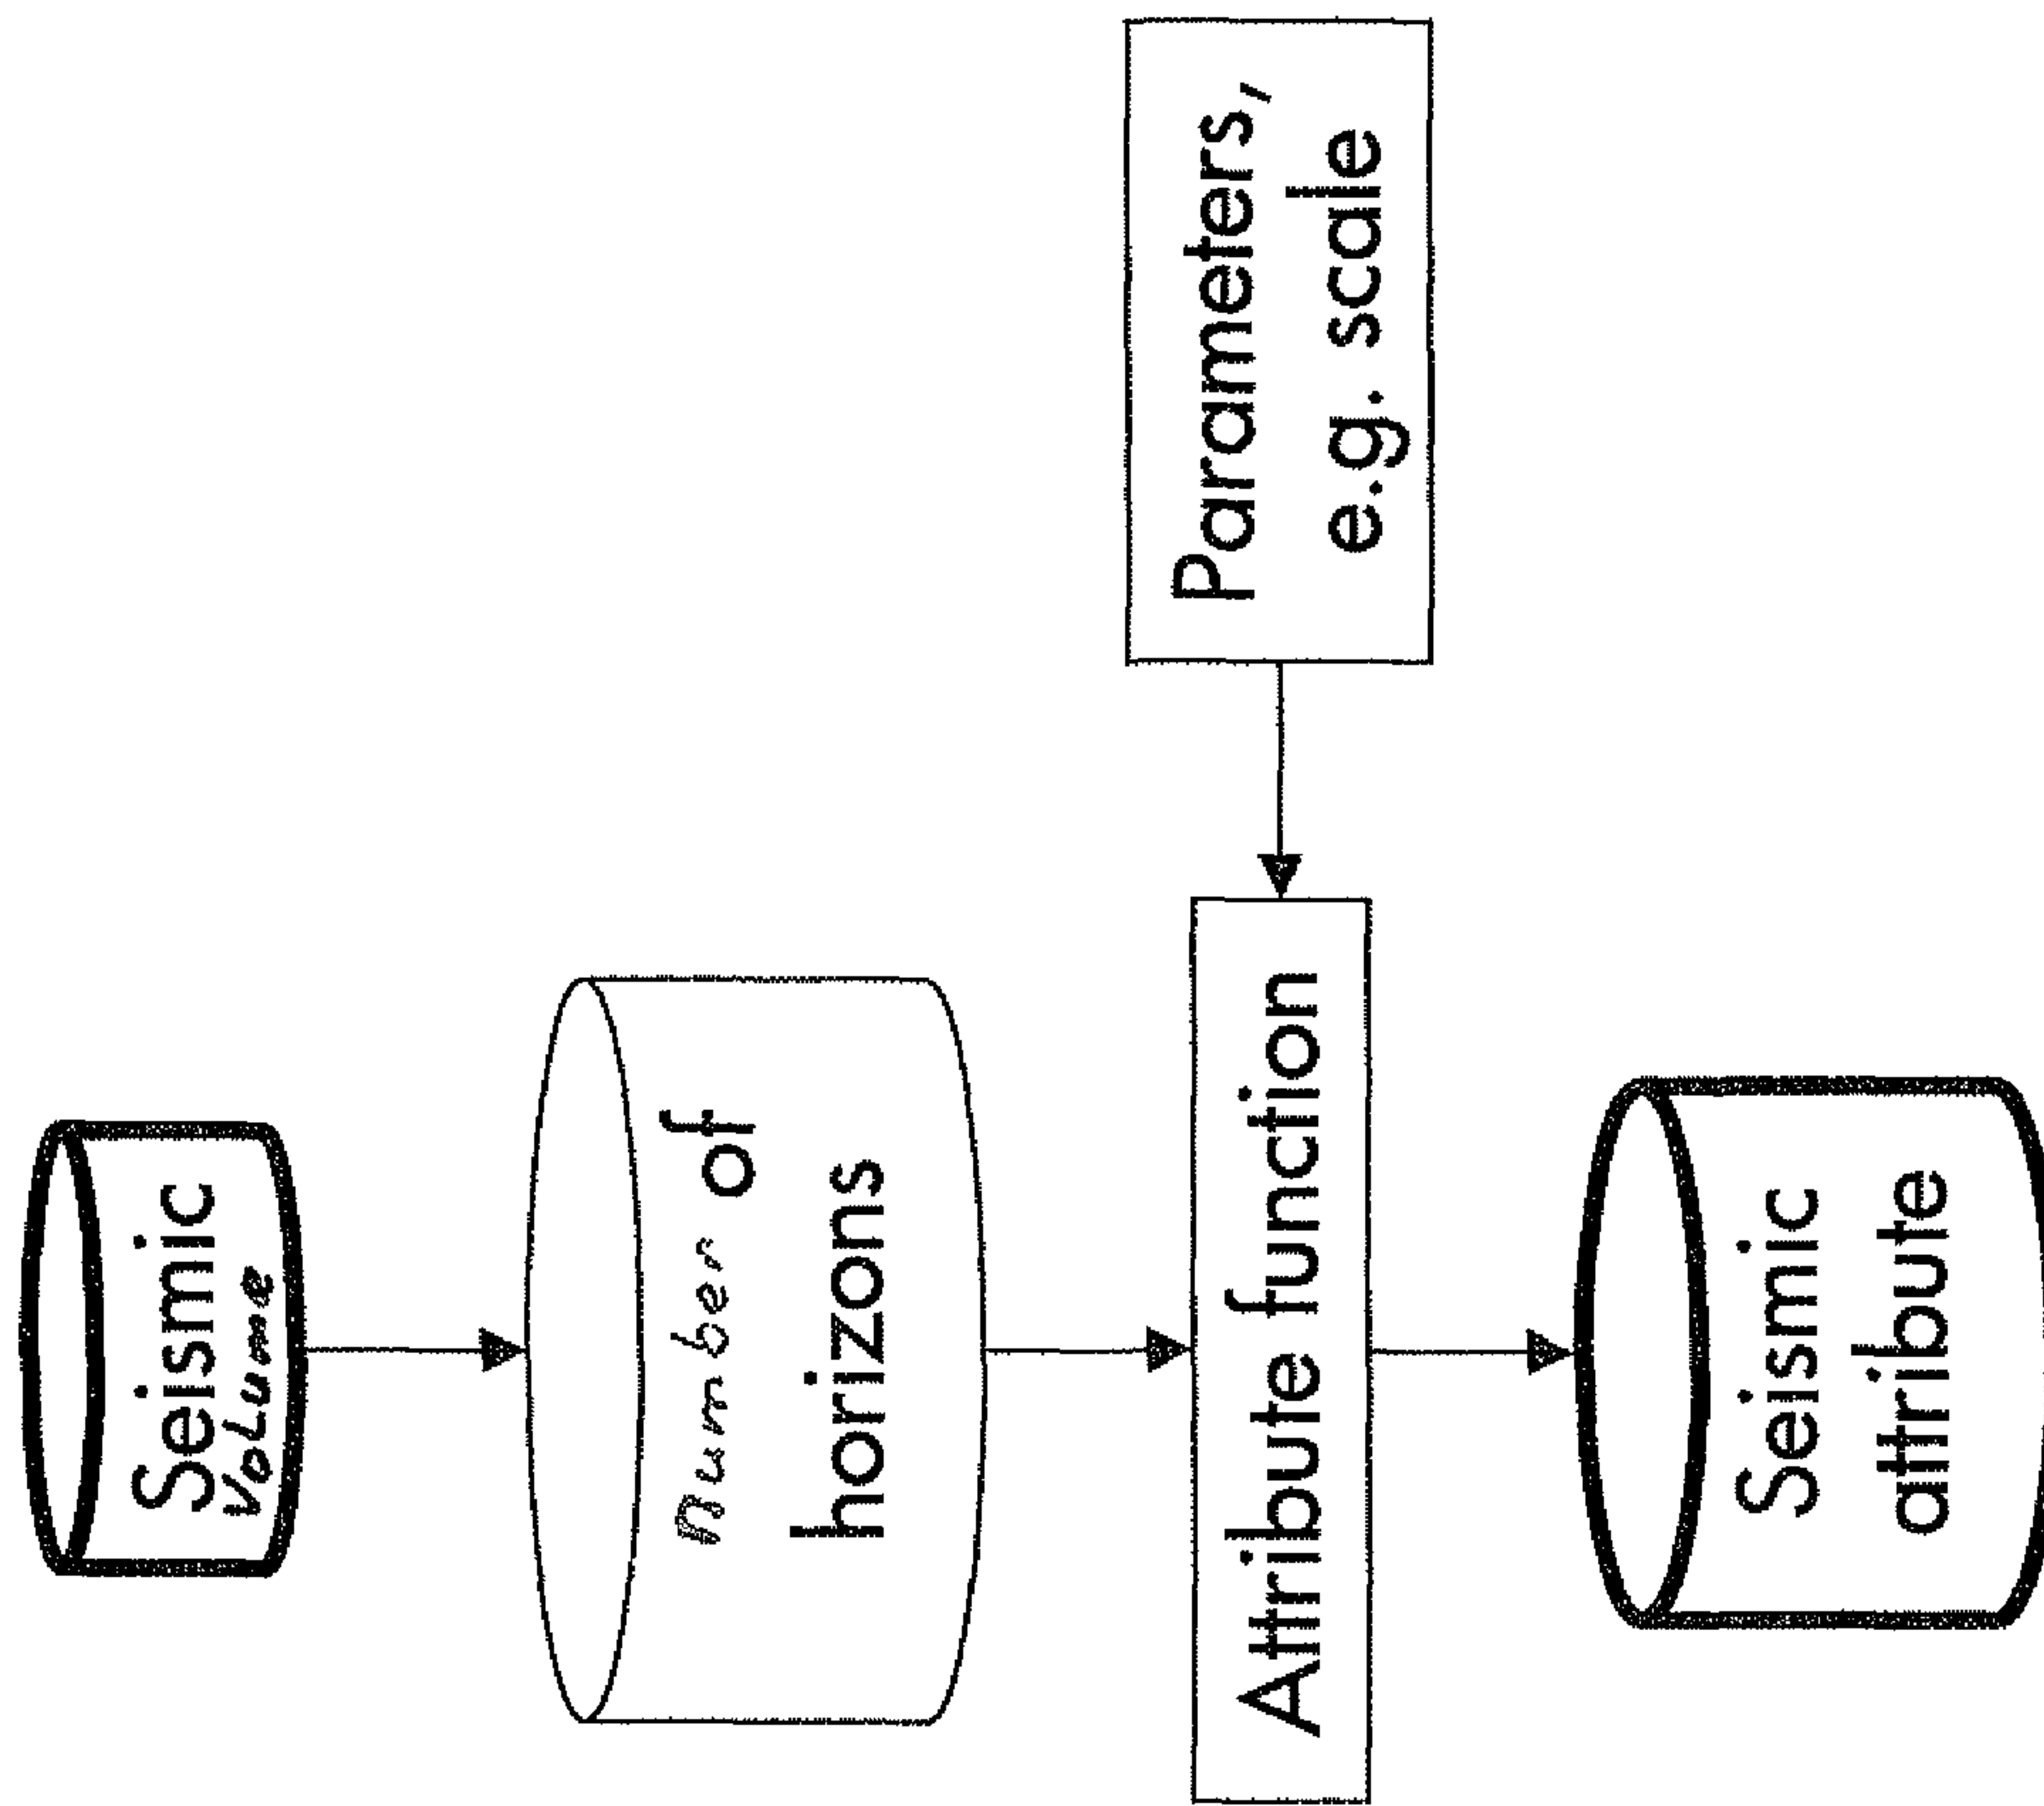 Seismic
Volume
Number of
horizons
Attribute function
Parameters,
e.g. scale
Seismic
attribute